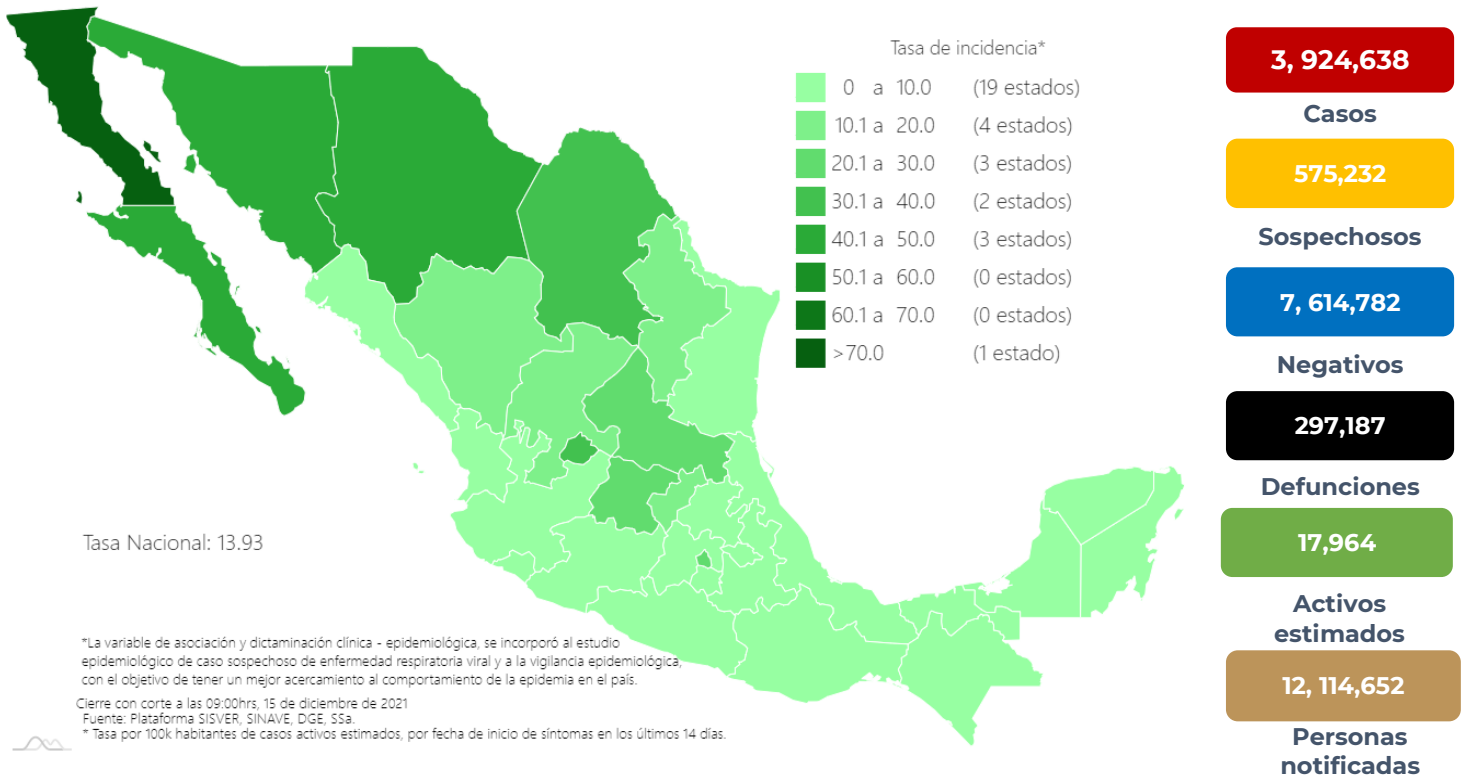 Tasa de incidencia*
0 a 10.0 (19 estados)
10.1 a 20.0 (4 estados)
20.1 a 30.0 (3 estados)
30.1 a 40.0 (2 estados)
40.1 a 50.0 (3 estados)
50.1 a 60.0 (0 estados)
60.1 a 70.0 (0 estados)
>70.0 (1 estado)
3, 924,638
Casos
575,232
Sospechosos
7, 614,782
Negativos
297,187
Defunciones
17,964
Activos
estimados
12, 114,652
Personas
notificadas
Tasa Nacional: 13.93
*La variable de asociación y dictaminación clínica - epidemiológica, se incorporó al estudio
epidemiológico de caso sospechoso de enfermedad respiratoria viral y a la vigilancia epidemiológica,
con el objetivo de tener un mejor acercamiento al comportamiento de la epidemia en el país.
Cierre con corte a las 09:00hrs, 15 de diciembre de 2021
Fuente: Plataforma SISVER, SINAVE, DGE, SSa.
* Tasa por 100k habitantes de casos activos estimados, por fecha de inicio de síntomas en los últimos 14 días.